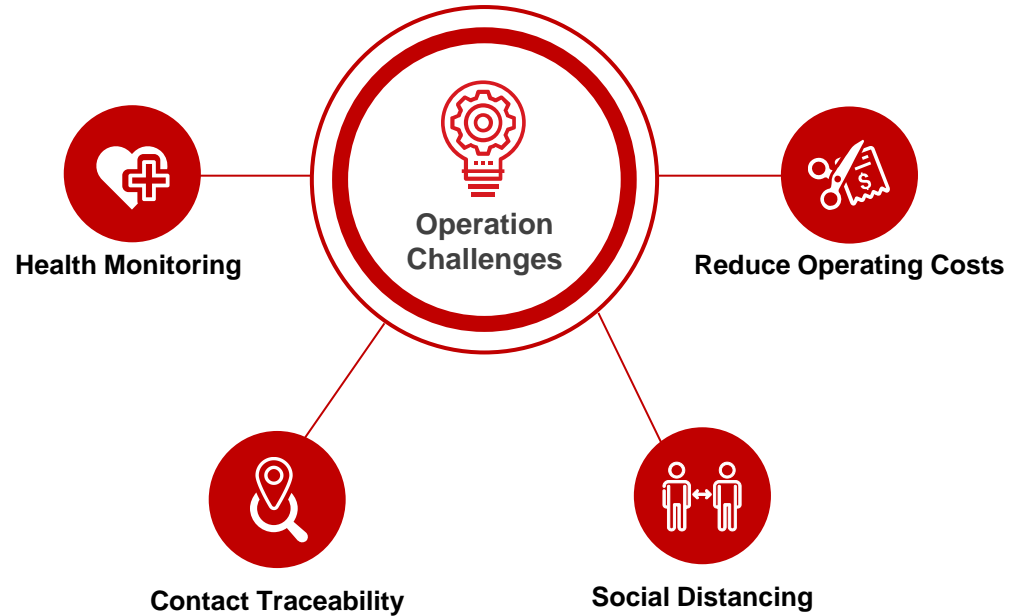 Operation
Challenges
Health Monitoring
Reduce Operating Costs
$
Contact Traceability
Social Distancing